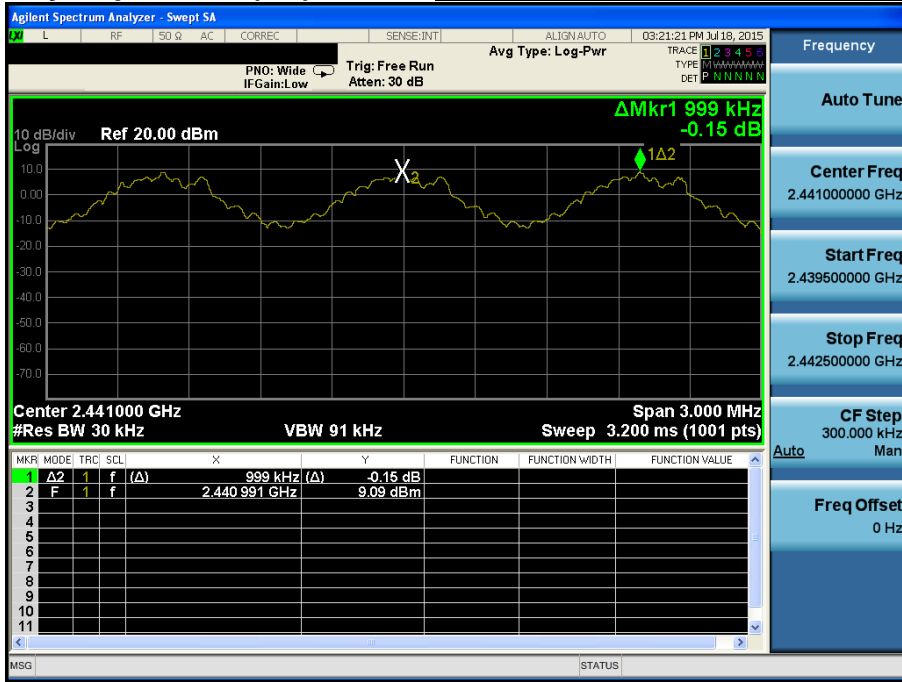 Agilent Spectrum Analyzer - Swept SA
LXI L RF 50 Ω AC CORREC SENSE:INT ALIGNAUTO 03:21:21 PM Jul 18, 2015
Frequency
PNO: Wide
IFGain:Low
Trig: Free Run
Atten: 30 dB
Avg Type: Log-Pwr
TRACE 1 2 3 4 5 6
TYPE MWWWWW
DET P N N N N N
Auto Tune
ΔMkr1 999 kHz
-0.15 dB
10 dB/div Ref 20.00 dBm
Log
10.0
0.00
-10.0
-20.0
-30.0
-40.0
-50.0
-60.0
-70.0
X2
1Δ2
Center Freq
2.441000000 GHz
Start Freq
2.439500000 GHz
Stop Freq
2.442500000 GHz
CF Step
300.000 kHz
Auto Man
Freq Offset
0 Hz
Center 2.441000 GHz Span 3.000 MHz
#Res BW 30 kHz VBW 91 kHz Sweep 3.200 ms (1001 pts)
MKR MODE TRC SCL X Y FUNCTION FUNCTION WIDTH FUNCTION VALUE
1 Δ2 1 f (Δ) 999 kHz (Δ) -0.15 dB
2 F 1 f 2.440 991 GHz 9.09 dBm
3
4
5
6
7
8
9
10
11
MSG STATUS